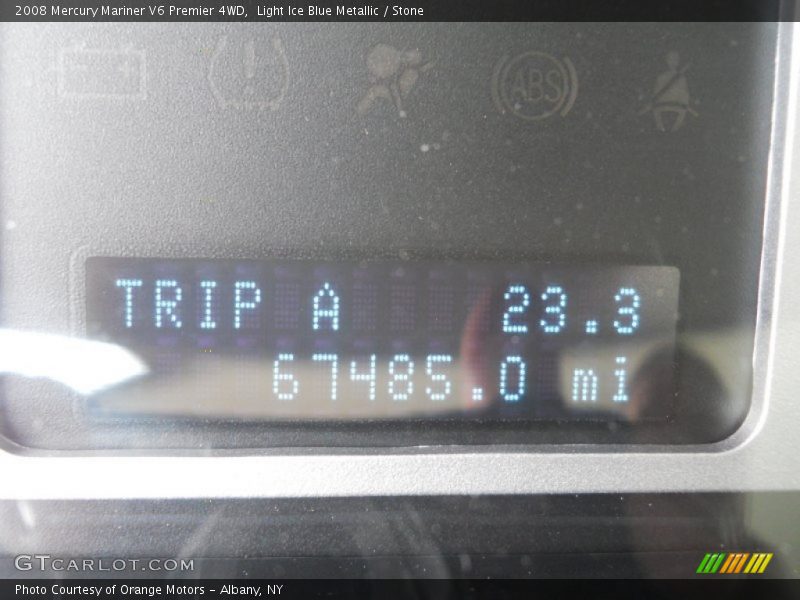 2008 Mercury Mariner V6 Premier 4WD, Light Ice Blue Metallic / Stone
ABS
TRIP A 23.3
67485.0 mi
GTCARLOT.COM
Photo Courtesy of Orange Motors - Albany, NY